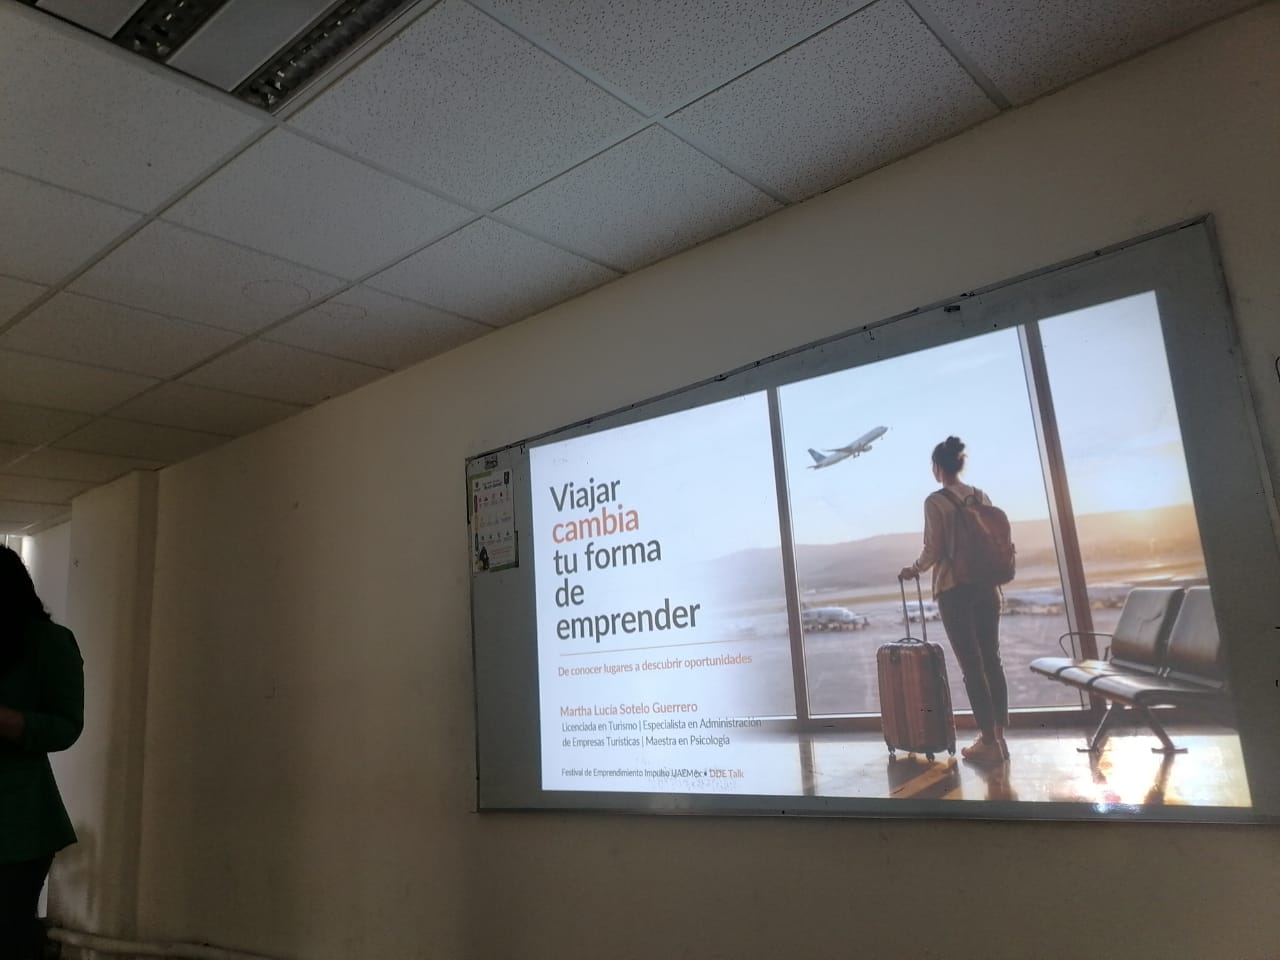 Viajar
cambia
tu forma
de
emprender
De conocer lugares a descubrir oportunidades
Martha Lucía Sotelo Guerrero
Licenciada en Turismo | Especialista en Administración
de Empresas Turísticas | Maestra en Psicología
Festival de Emprendimiento Impulso UAEMéx • DDE Talk